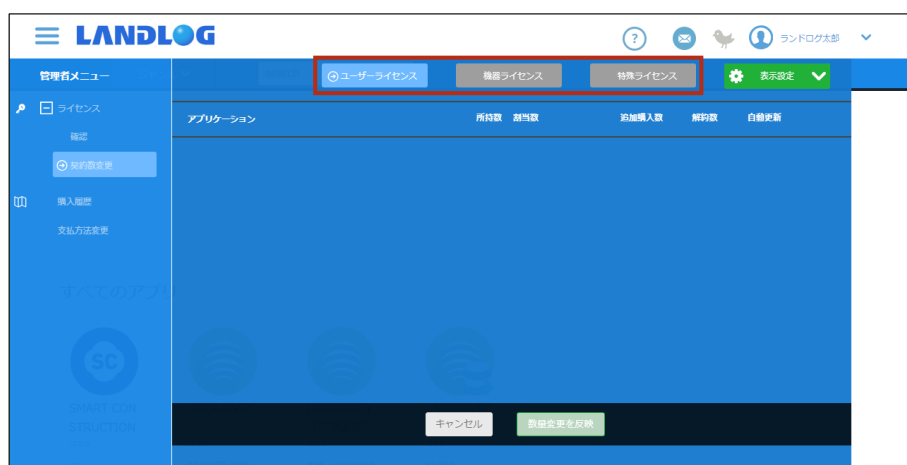 LANDLOG
?
ランドログ太郎
管理者メニュー
ユーザーライセンス
機器ライセンス
特殊ライセンス
表示設定
ライセンス
確認
契約数変更
購入履歴
支払方法変更
アプリケーション
所持数
割当数
追加購入数
解約数
自動更新
すべてのアプリ
SC
SMART CON
STRUCTION
キャンセル
数量変更を反映